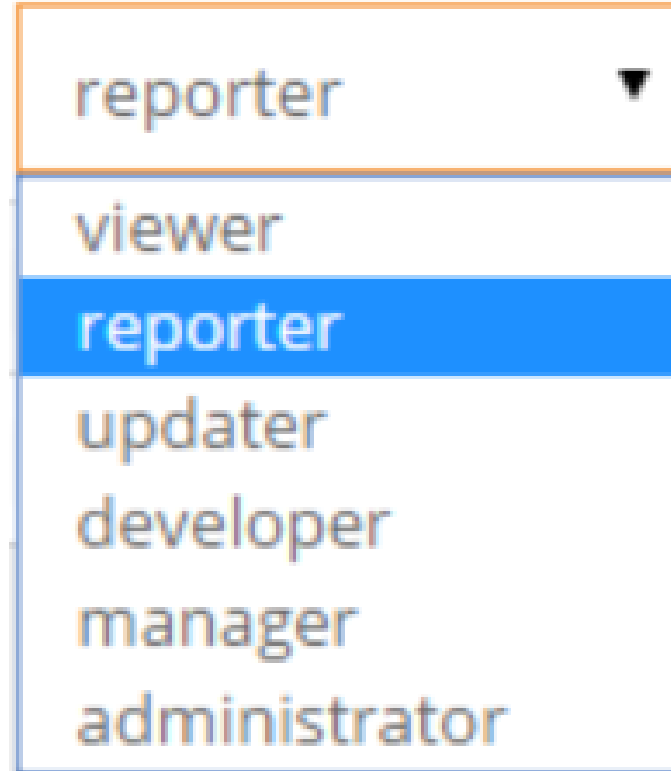 reporter
viewer
reporter
updater
developer
manager
administrator